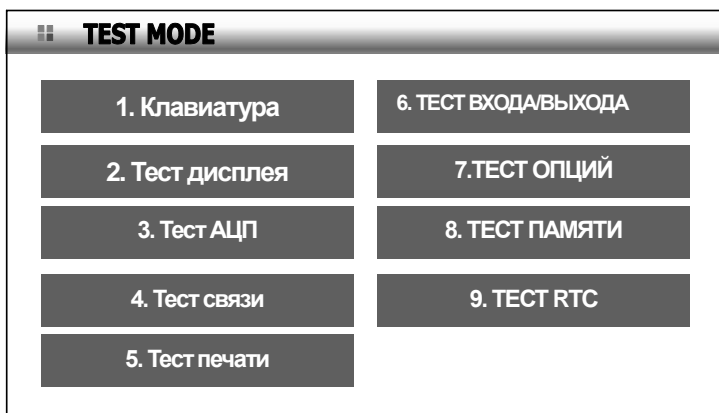 TEST MODE
1. Клавиатура
2. Тест дисплея
3. Тест АЦП
4. Тест связи
5. Тест печати
6. ТЕСТ ВХОДА/ВЫХОДА
7.ТЕСТ ОПЦИЙ
8. ТЕСТ ПАМЯТИ
9. ТЕСТ RTC